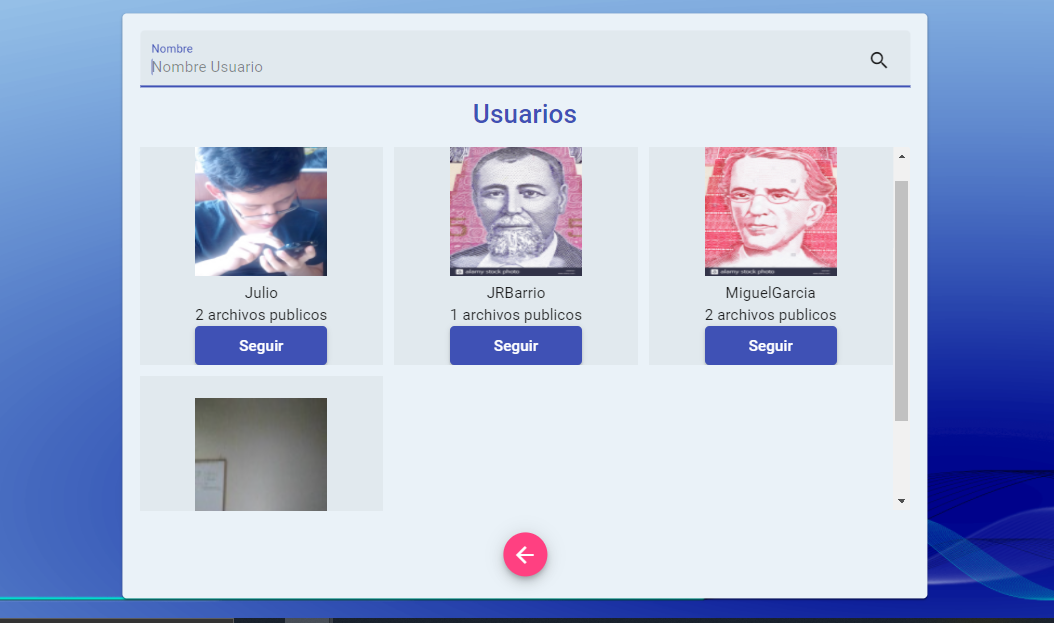 Nombre
Nombre Usuario
Usuarios
Julio
2 archivos publicos
Seguir
JRBarrio
1 archivos publicos
Seguir
MiguelGarcia
2 archivos publicos
Seguir
alamy stock photo
alamy stock photo